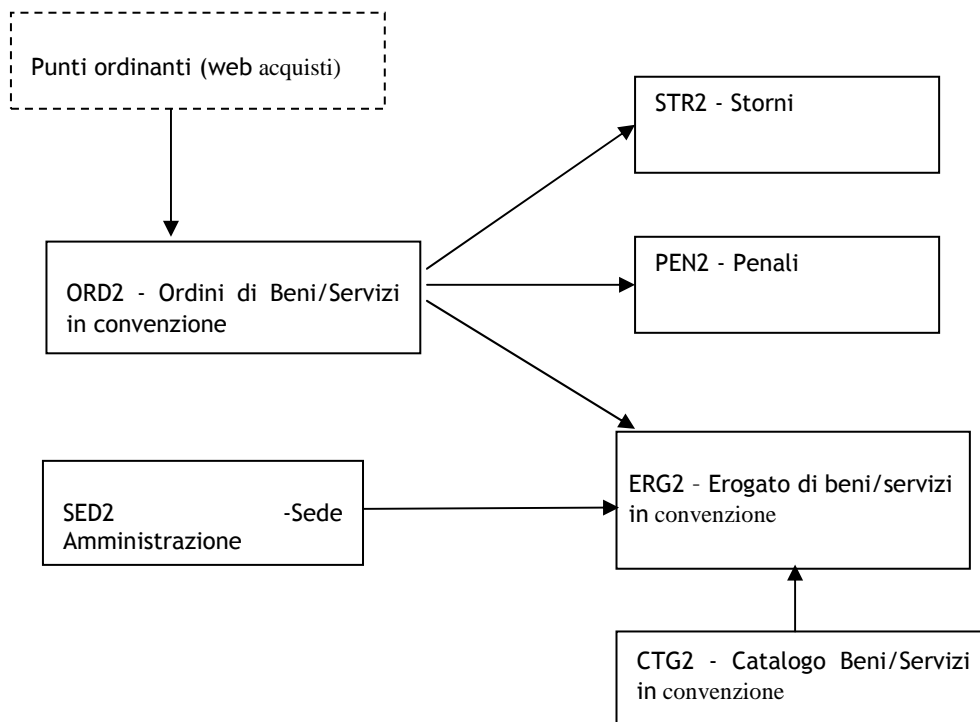 Punti ordinanti (web acquisti)
STR2 - Storni
PEN2 - Penali
ORD2 - Ordini di Beni/Servizi
in convenzione
ERG2 - Erogato di beni/servizi
in convenzione
SED2 -Sede
Amministrazione
CTG2 - Catalogo Beni/Servizi
in convenzione